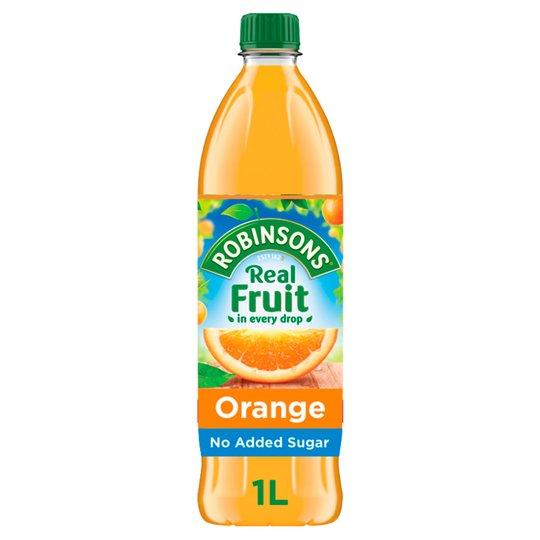 ROBINSONS
Real
Fruit
in every drop
Orange
No Added Sugar
1L